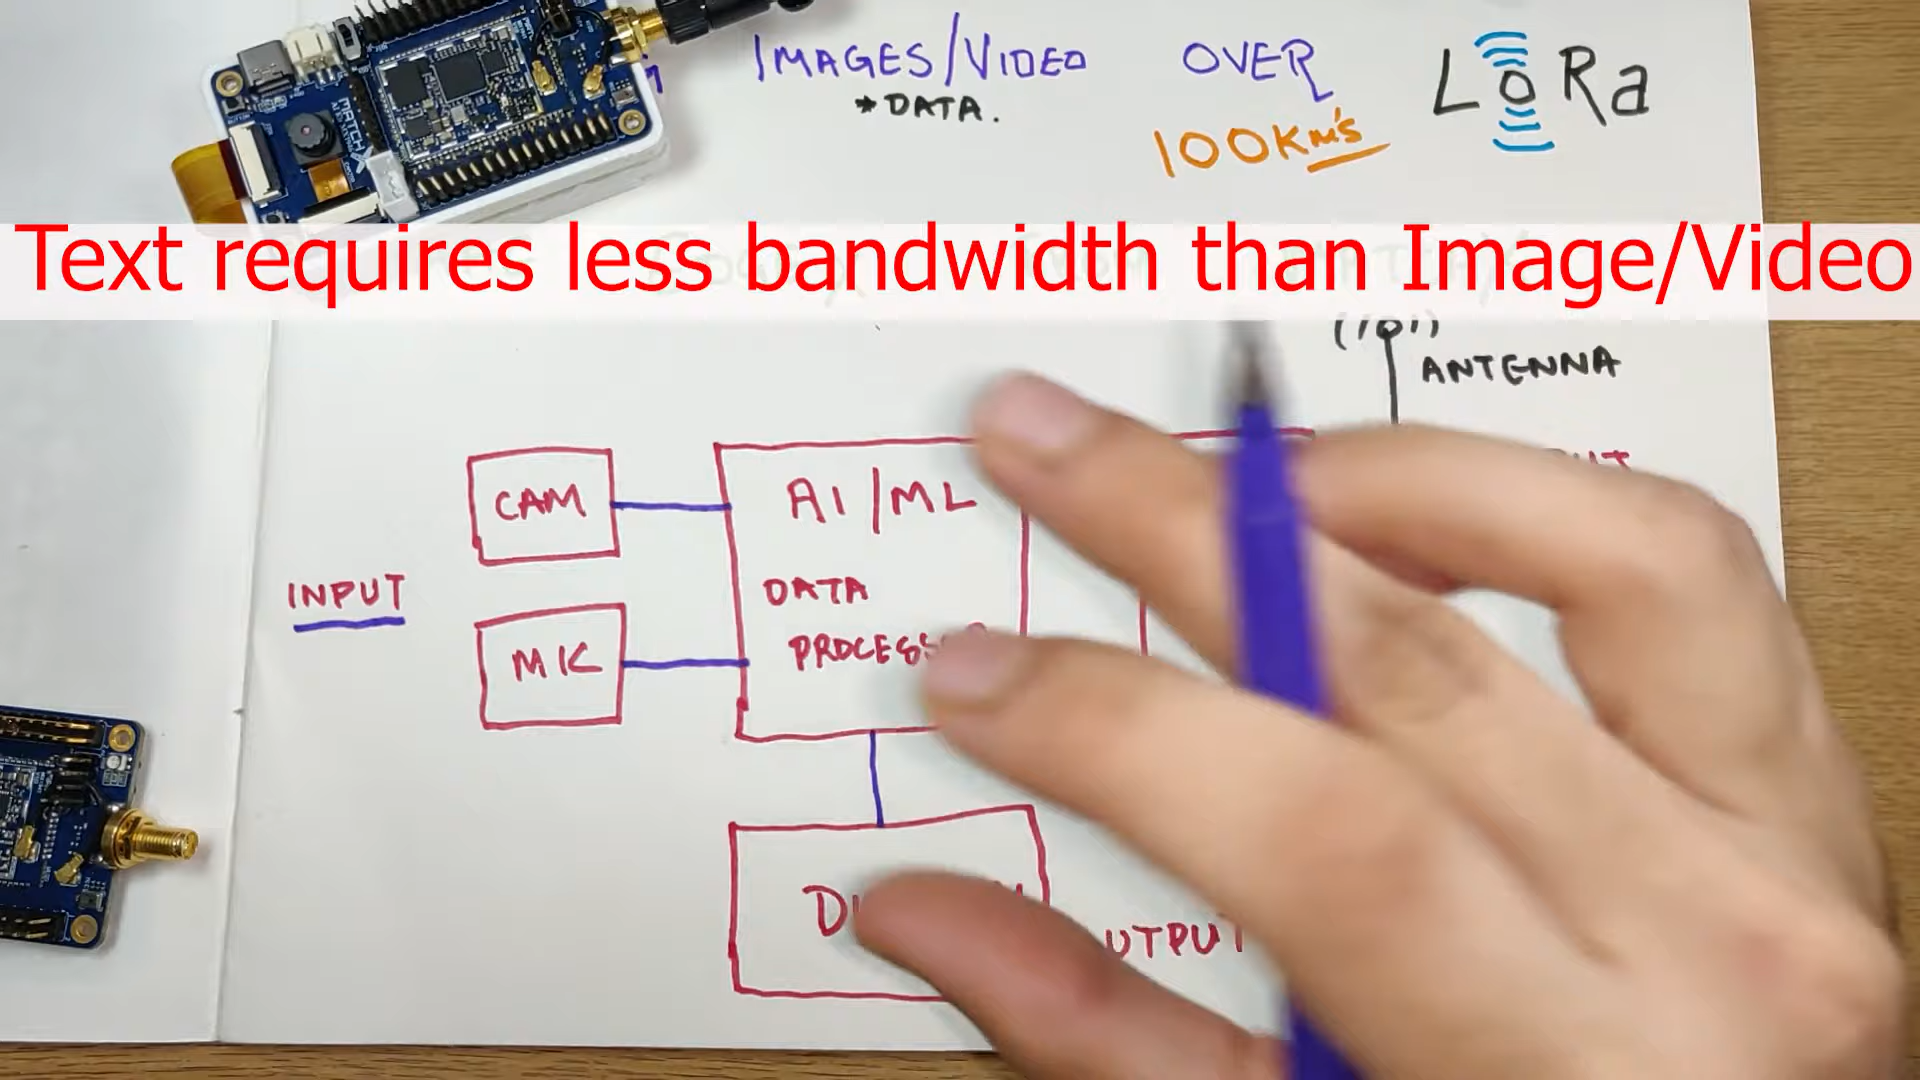 IMAGES/VIDEO OVER LoRa
*DATA.
100Km's
Text requires less bandwidth than Image/Video
ANTENNA
CAM
AI/ML
DATA
INPUT
MIC
OUTPUT